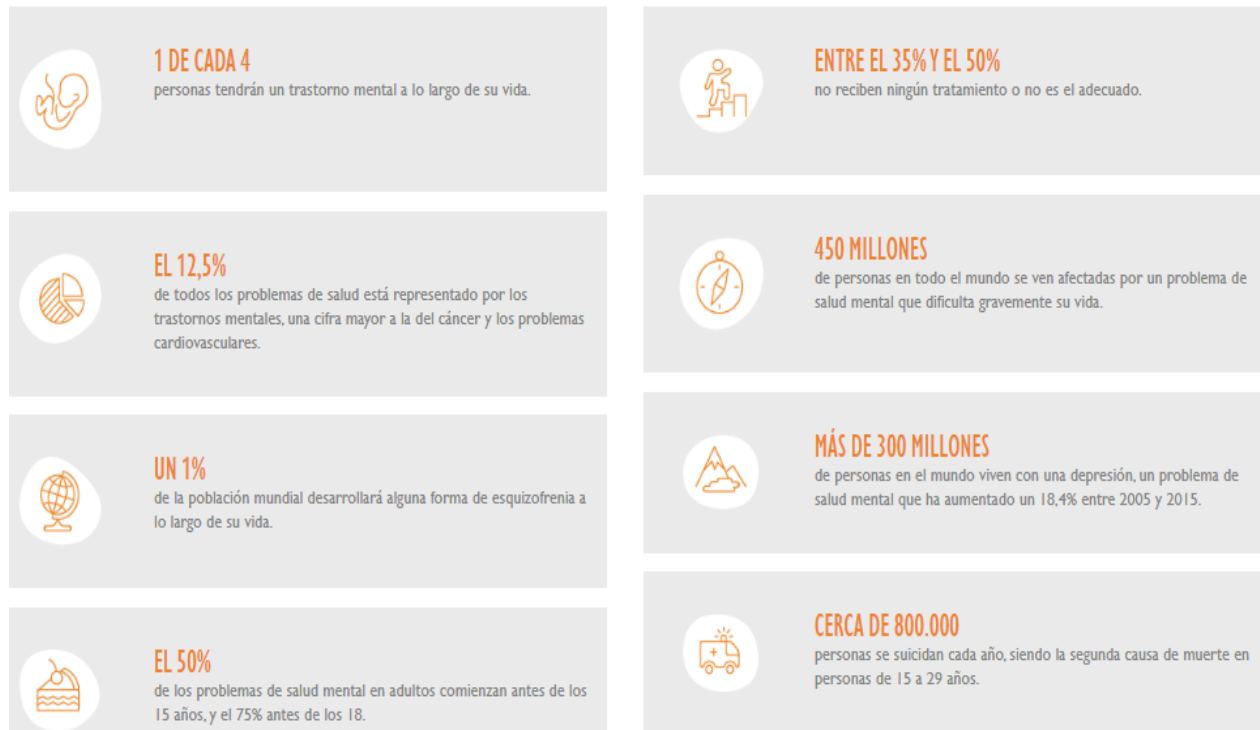 1 DE CADA 4
personas tendrán un trastorno mental a lo largo de su vida.
EL 12,5%
de todos los problemas de salud está representado por los
trastornos mentales, una cifra mayor a la del cáncer y los problemas
cardiovasculares.
UN 1%
de la población mundial desarrollará alguna forma de esquizofrenia a
lo largo de su vida.
EL 50%
de los problemas de salud mental en adultos comienzan antes de los
15 años, y el 75% antes de los 18.
ENTRE EL 35% Y EL 50%
no reciben ningún tratamiento o no es el adecuado.
450 MILLONES
de personas en todo el mundo se ven afectadas por un problema de
salud mental que dificulta gravemente su vida.
MÁS DE 300 MILLONES
de personas en el mundo viven con una depresión, un problema de
salud mental que ha aumentado un 18,4% entre 2005 y 2015.
CERCA DE 800.000
personas se suicidan cada año, siendo la segunda causa de muerte en
personas de 15 a 29 años.